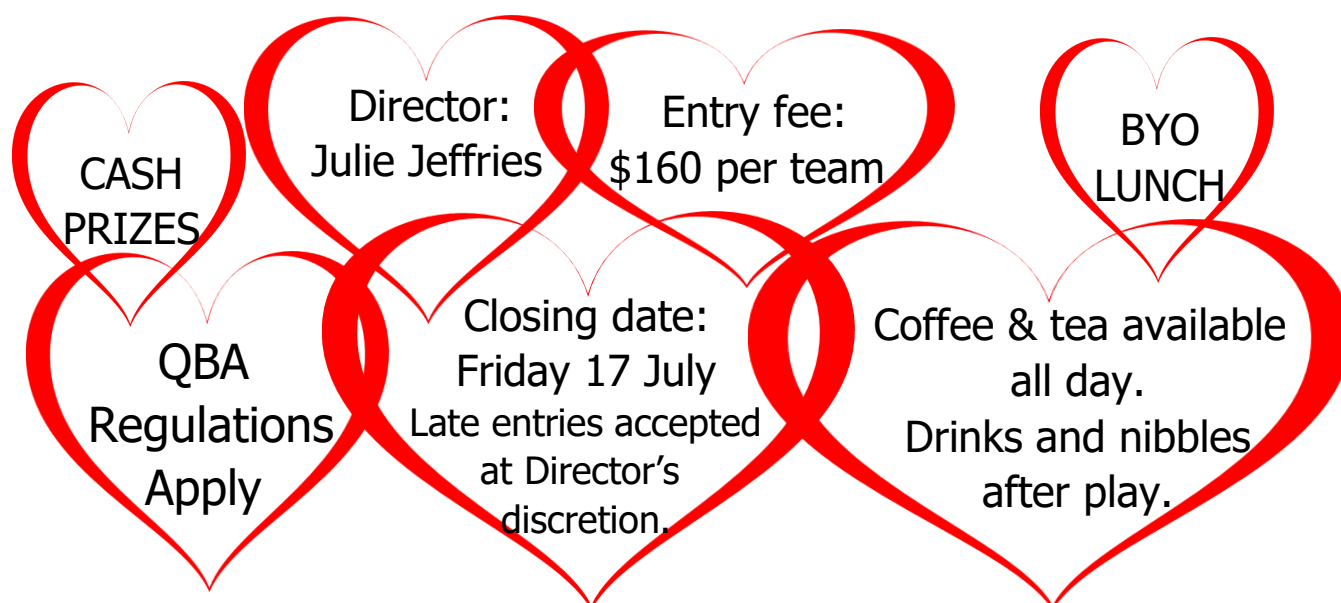 CASH
PRIZES
Director:
Julie Jeffries
Entry fee:
$160 per team
BYO
LUNCH
QBA
Regulations
Apply
Closing date:
Friday 17 July
Late entries accepted
at Director’s
discretion.
Coffee & tea available
all day.
Drinks and nibbles
after play.